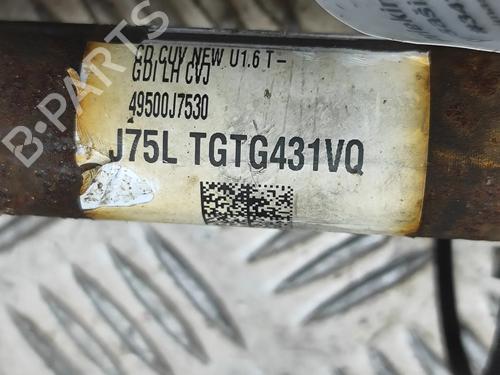 CD CUV NEW U1.6 T-
GDI LH CVJ
49500J7530
J75L TGTG431VQ
B-PARTS